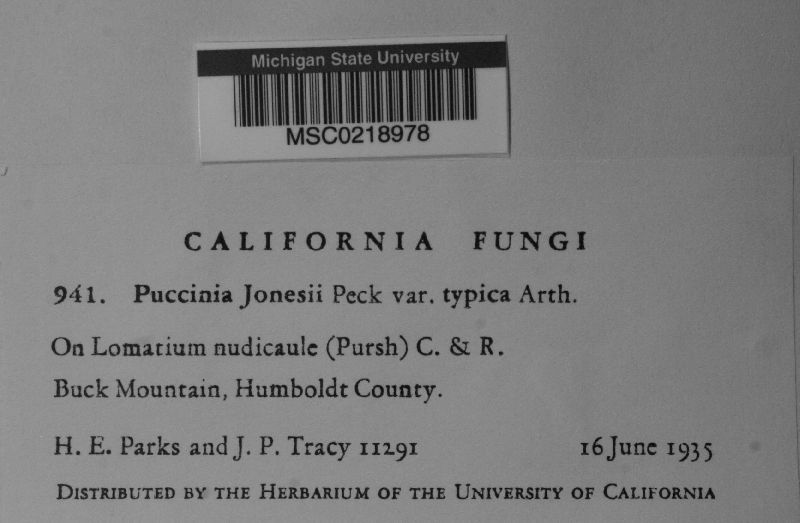 Michigan State University
MSC0218978
CALIFORNIA FUNGI
941. Puccinia Jonesii Peck var. typica Arth.
On Lomatium nudicaule (Pursh) C. & R.
Buck Mountain, Humboldt County.
H. E. Parks and J. P. Tracy 11291 16 June 1935
DISTRIBUTED BY THE HERBARIUM OF THE UNIVERSITY OF CALIFORNIA